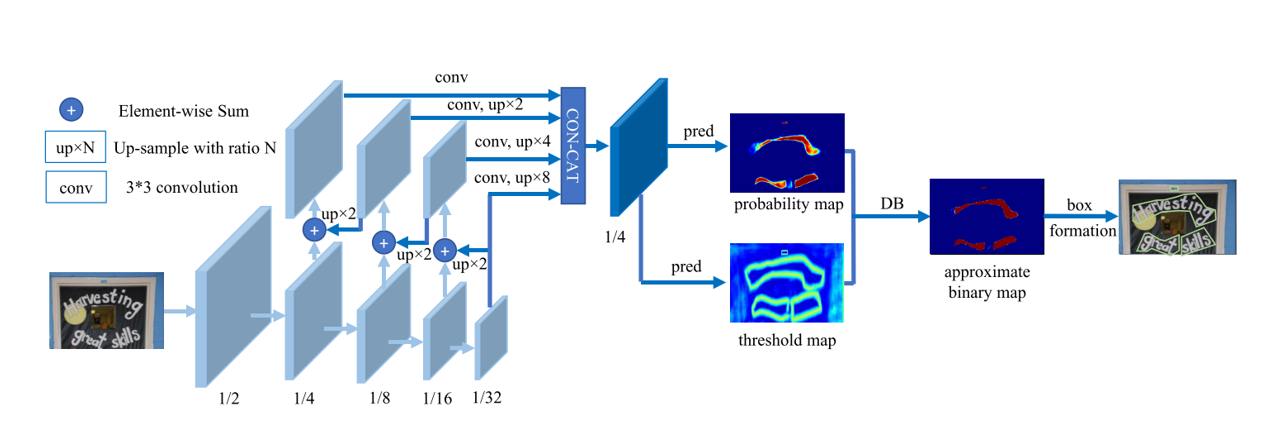 conv
conv, up×2
conv, up×4
conv, up×8
+
Element-wise Sum
up×N
Up-sample with ratio N
conv
3*3 convolution
CON-CAT
pred
probability map
up×2
+
up×2
+
up×2
+
1/4
DB
box
formation
pred
approximate
binary map
threshold map
Harvesting
great skills
Harvesting
great skills
1/2
1/4
1/8
1/16
1/32